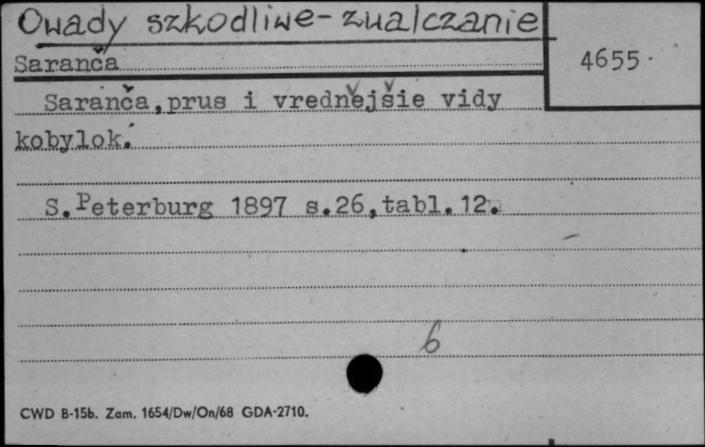 Owady szkodliwe - zwalczanie
Saranča
4655.
Saranča, prus i vrednějšie vidy
kobylok.
S. Peterburg 1897 s.26, tabl. 12.
6
CWD B-15b. Zam. 1654/Dw/On/68 GDA-2710.